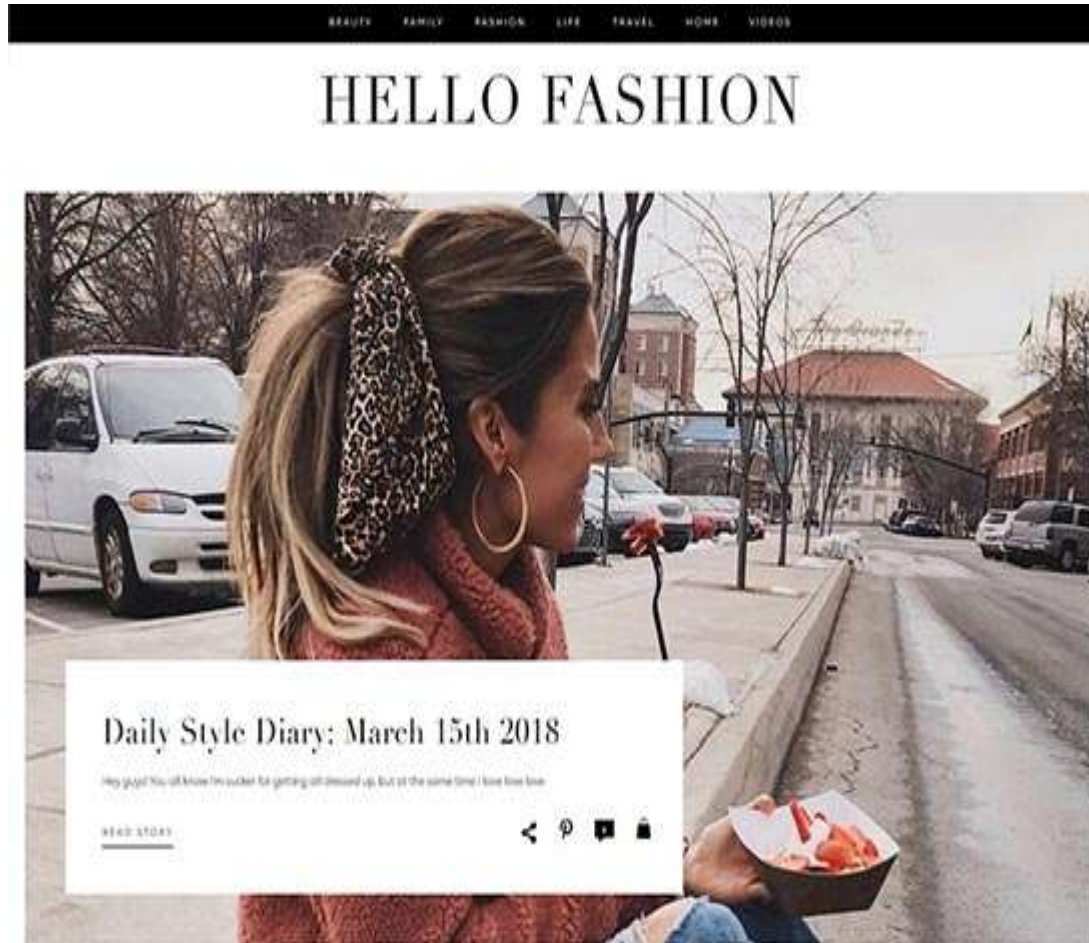 BEAUTY FAMILY FASHION LIFE TRAVEL HOME VIDEOS
HELLO FASHION
Daily Style Diary: March 15th 2018
Hey guys! You all know I'm sucker for getting all dressed up, but at the same time I love love love
READ STORY